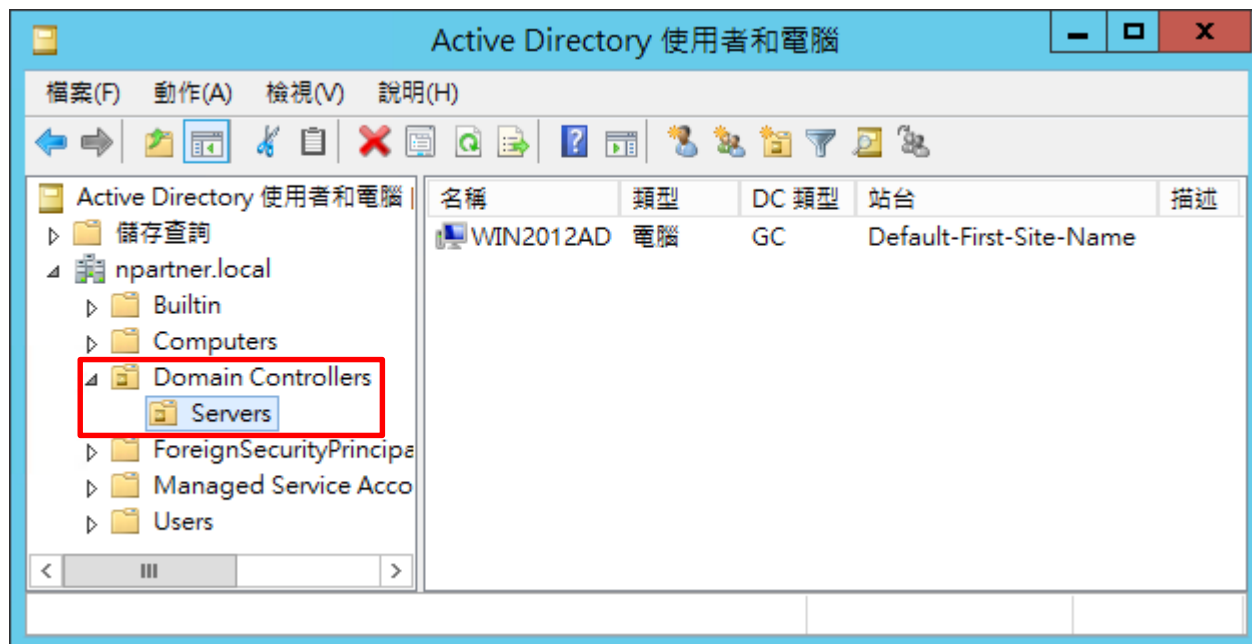 Active Directory 使用者和電腦
檔案(F) 動作(A) 檢視(V) 說明(H)
Active Directory 使用者和電腦
名稱 類型 DC 類型 站台 描述
儲存查詢
WIN2012AD 電腦 GC Default-First-Site-Name
npartner.local
Builtin
Computers
Domain Controllers
Servers
ForeignSecurityPrincipa
Managed Service Acco
Users